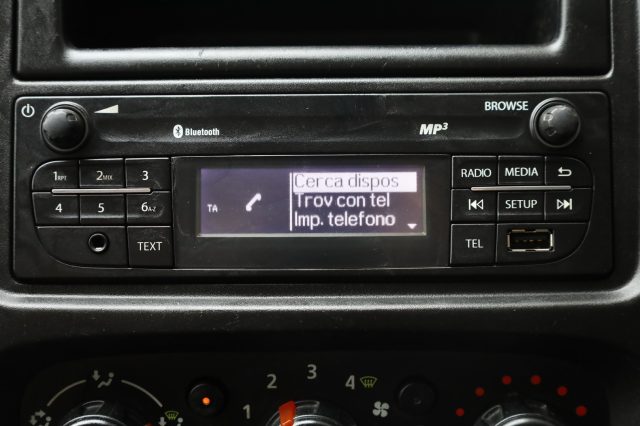 BROWSE
Bluetooth
MP3
1RPT 2MIX 3
4 5 6A-Z
TEXT
TA
Cerca dispos
Trov con tel
Imp. telefono
RADIO MEDIA
SETUP
TEL
1 2 3 4